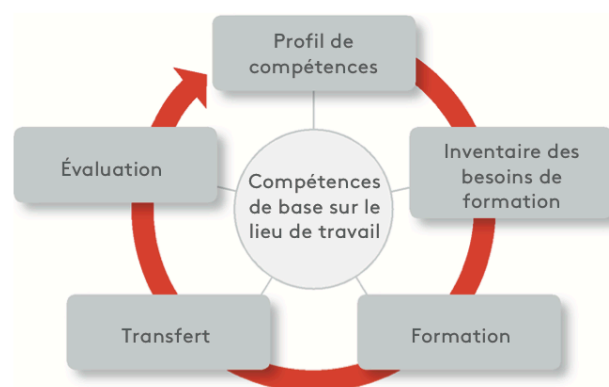 Profil de
compétences
Inventaire des
besoins de
formation
Évaluation
Compétences
de base sur le
lieu de travail
Transfert
Formation